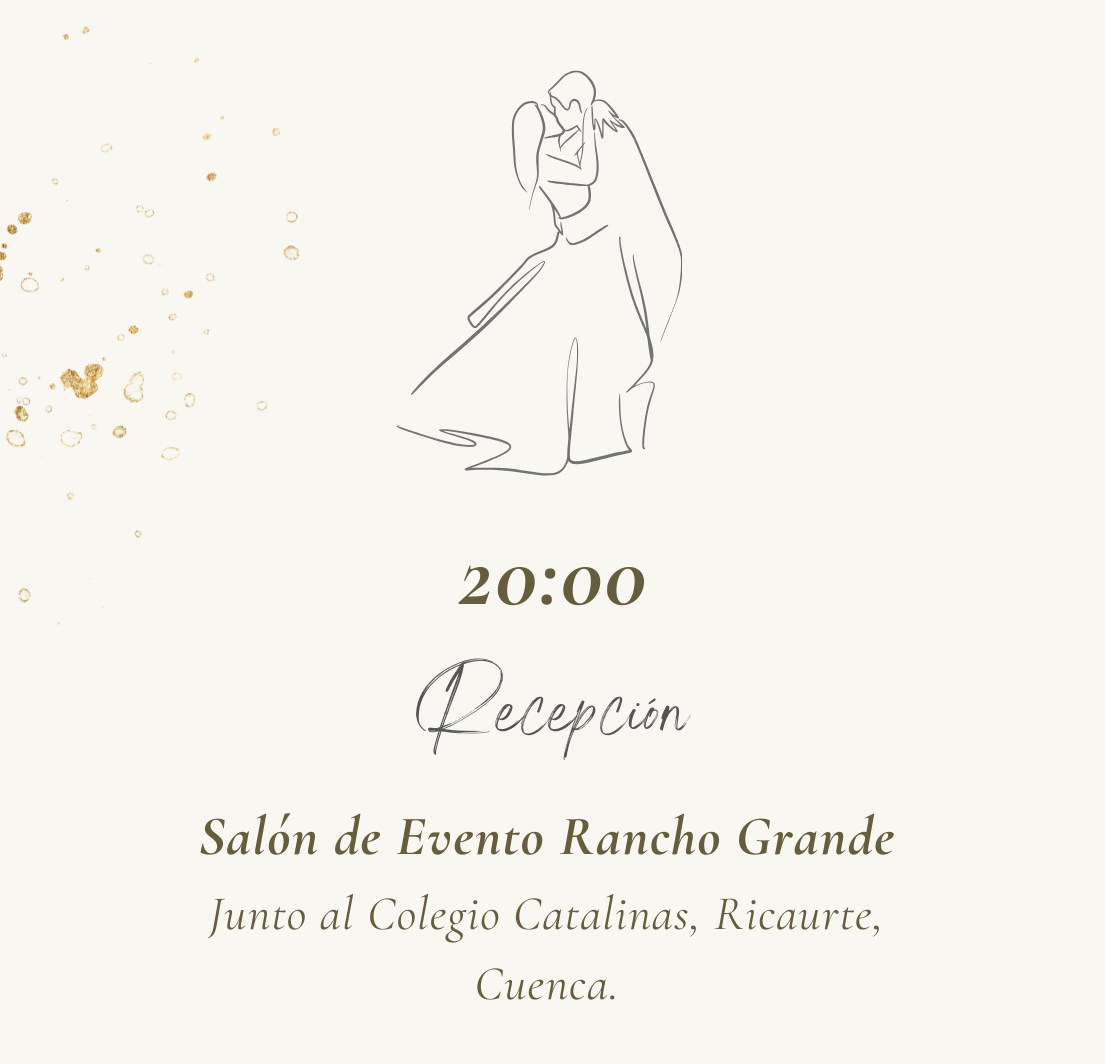 20:00
Recepción
Salón de Evento Rancho Grande
Junto al Colegio Catalinas, Ricaurte,
Cuenca.